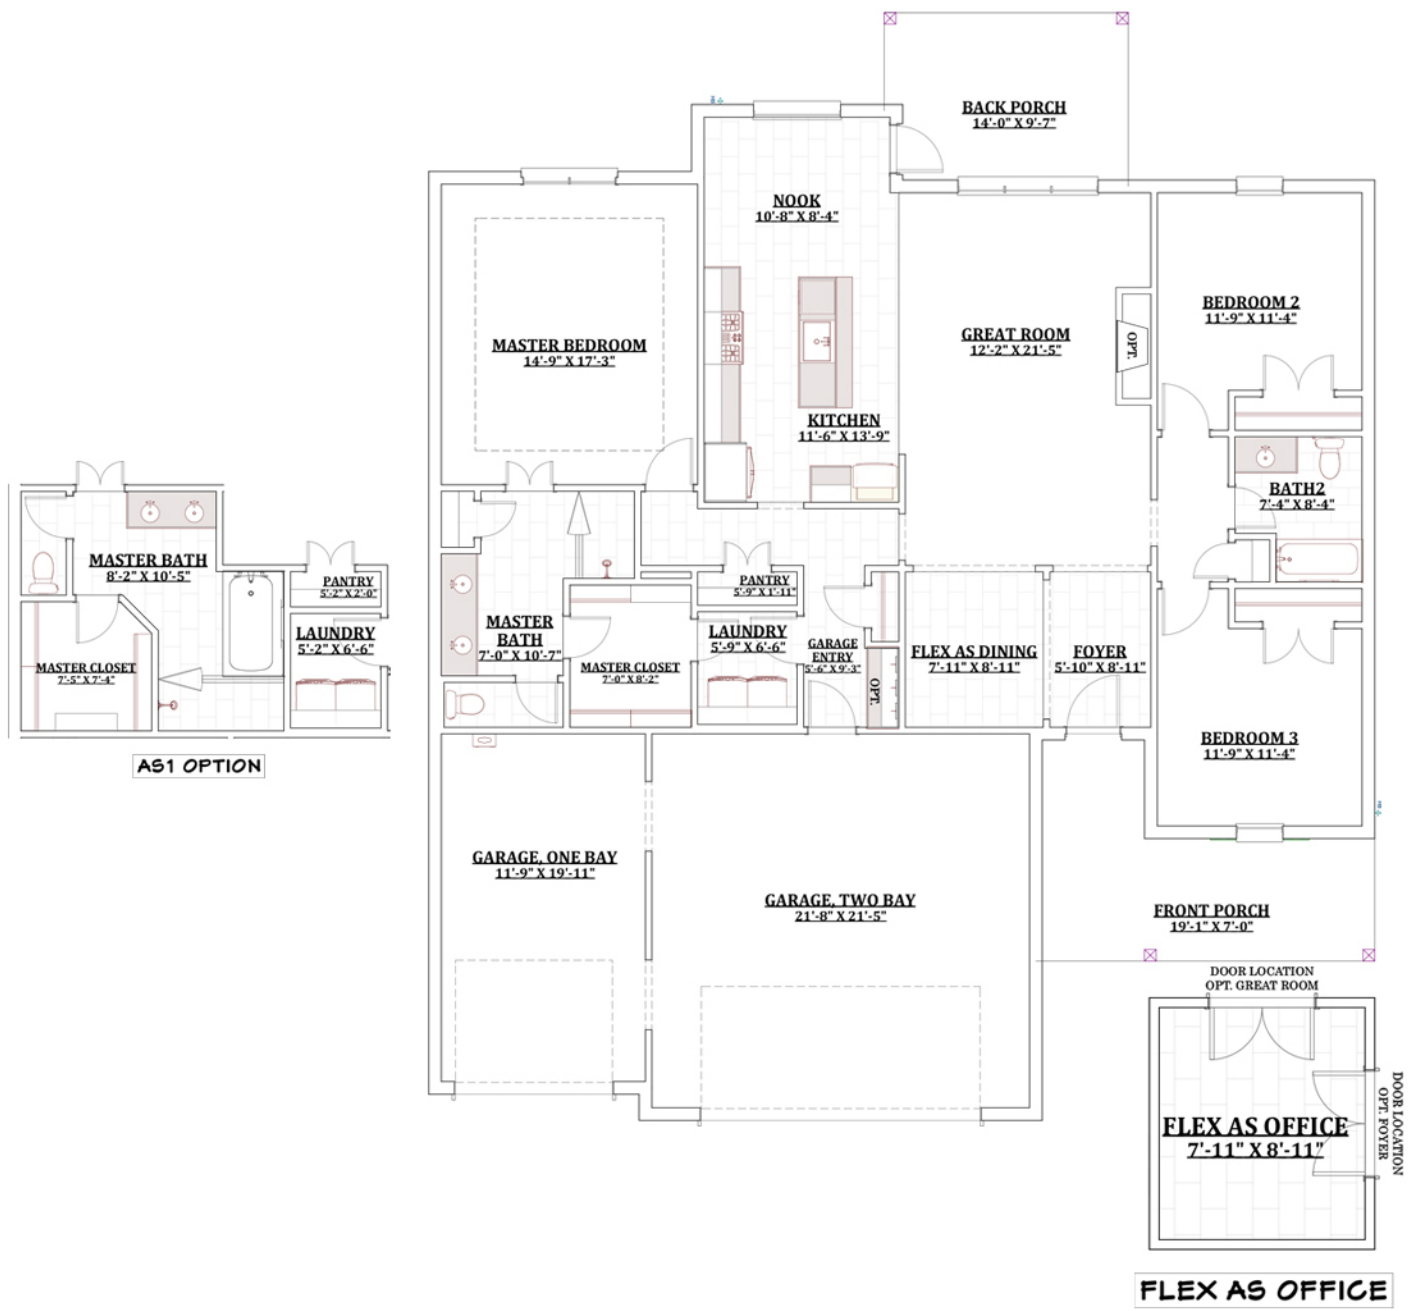 BACK PORCH
14'-0" X 9'-7"
NOOK
10'-8" X 8'-4"
BEDROOM 2
11'-9" X 11'-4"
GREAT ROOM
12'-2" X 21'-5"
OPT.
MASTER BEDROOM
14'-9" X 17'-3"
KITCHEN
11'-6" X 13'-9"
BATH2
7'-4" X 8'-4"
MASTER BATH
8'-2" X 10'-5"
PANTRY
5'-2" X 2'-0"
LAUNDRY
5'-2" X 6'-6"
MASTER CLOSET
7'-5" X 7'-4"
AS1 OPTION
PANTRY
5'-9" X 1'-11"
MASTER
BATH
7'-0" X 10'-7"
LAUNDRY
5'-9" X 6'-6"
MASTER CLOSET
7'-0" X 8'-2"
GARAGE
ENTRY
5'-6" X 9'-3"
OPT.
FLEX AS DINING
7'-11" X 8'-11"
FOYER
5'-10" X 8'-11"
BEDROOM 3
11'-9" X 11'-4"
GARAGE, ONE BAY
11'-9" X 19'-11"
GARAGE, TWO BAY
21'-8" X 21'-5"
FRONT PORCH
19'-1" X 7'-0"
DOOR LOCATION
OPT. GREAT ROOM
DOOR LOCATION
OPT. FOYER
FLEX AS OFFICE
7'-11" X 8'-11"
FLEX AS OFFICE